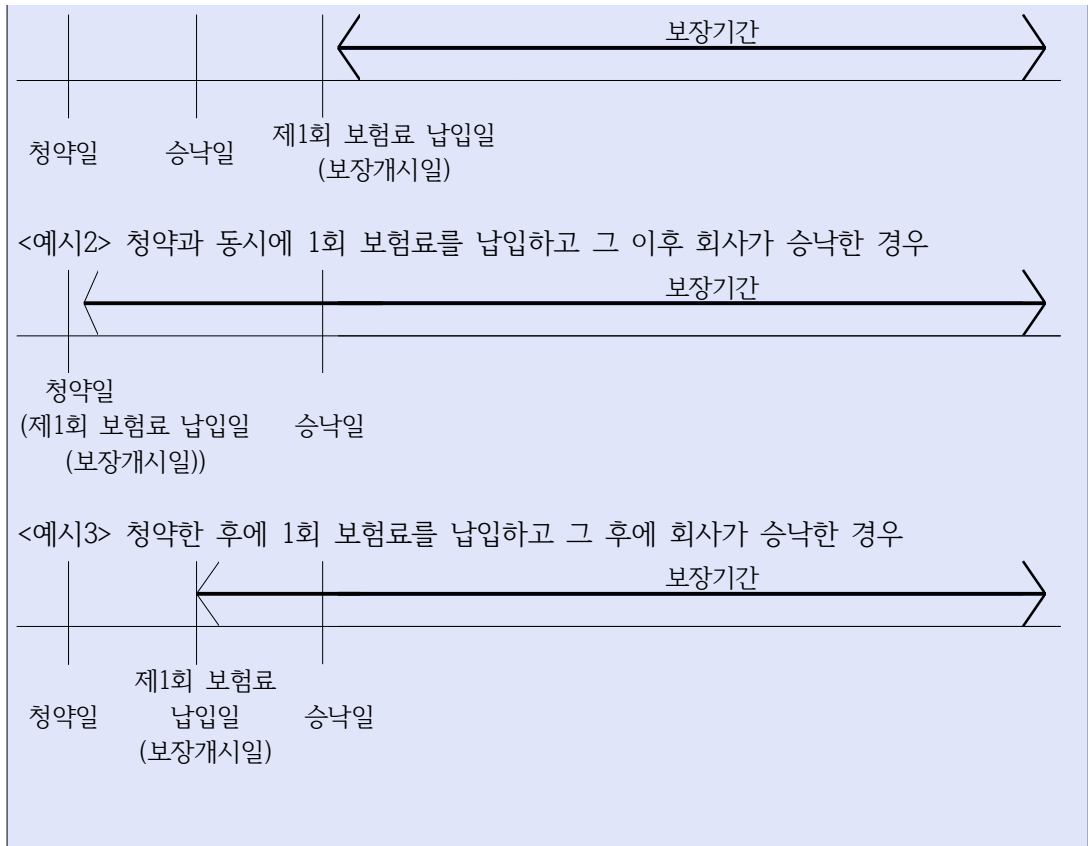 보장기간
청약일 승낙일 제1회 보험료 납입일
(보장개시일)
<예시2> 청약과 동시에 1회 보험료를 납입하고 그 이후 회사가 승낙한 경우
보장기간
청약일
(제1회 보험료 납입일 승낙일
(보장개시일))
<예시3> 청약한 후에 1회 보험료를 납입하고 그 후에 회사가 승낙한 경우
보장기간
제1회 보험료
청약일 납입일 승낙일
(보장개시일)